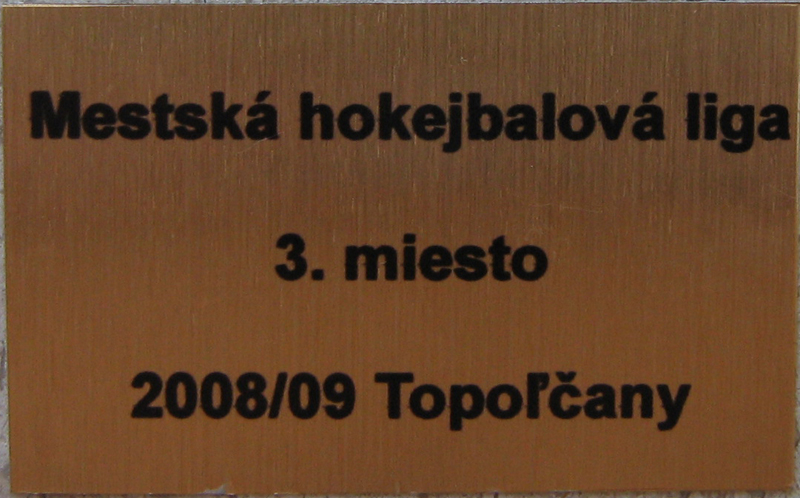 Mestská hokejbalová liga
3. miesto
2008/09 Topoľčany